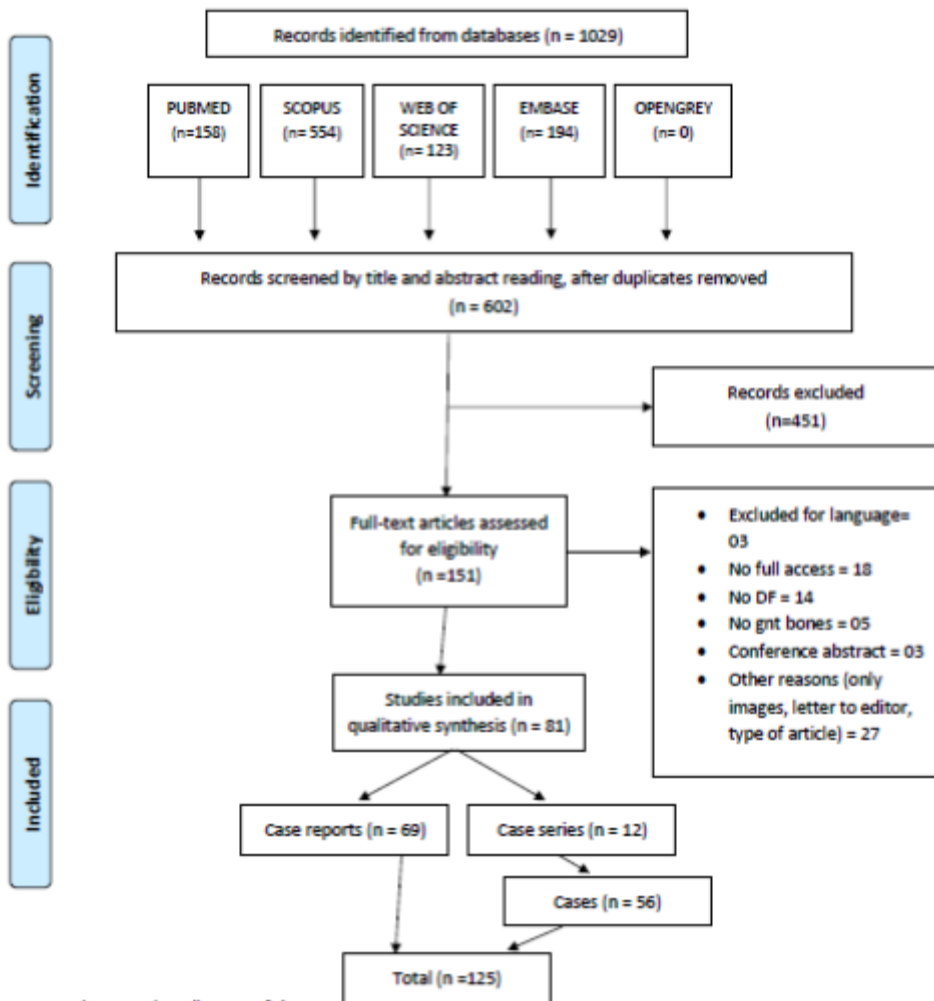 Records identified from databases (n = 1029)
PUBMED
(n=158)
SCOPUS
(n= 554)
WEB OF
SCIENCE
(n= 123)
EMBASE
(n= 194)
OPENGREY
(n= 0)
Identification
Records screened by title and abstract reading, after duplicates removed
(n = 602)
Screening
Records excluded
(n=451)
Eligibility
Full-text articles assessed
for eligibility
(n =151)
• Excluded for language=
03
• No full access = 18
• No DF = 14
• No gnt bones = 05
• Conference abstract = 03
• Other reasons (only
images, letter to editor,
type of article) = 27
Studies included in
qualitative synthesis (n = 81)
Included
Case reports (n = 69)
Case series (n = 12)
Cases (n = 56)
Total (n =125)